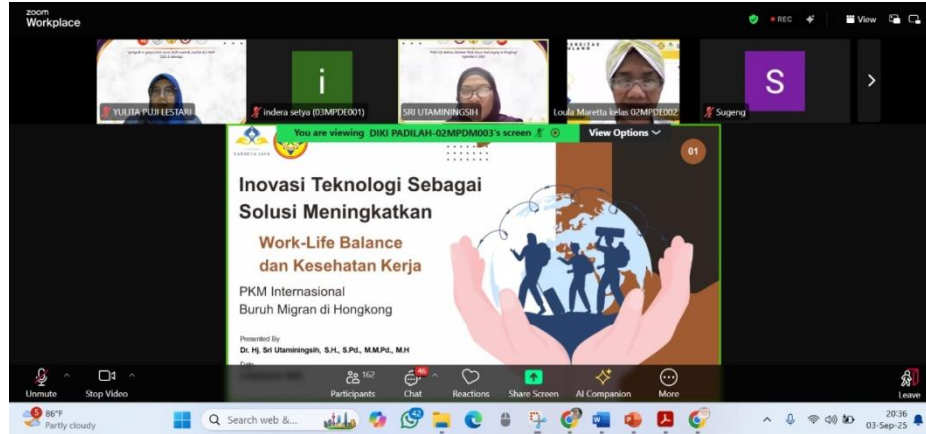 zoom
Workplace
REC
View
YULITA PUJI LESTARI
i
indera setya (03MPDE001)
SRI UTAMININGSIH
Loula Maretta kelas 02MPDE002
S
Sugeng
You are viewing DIKI PADILAH-02MPDM003's screen
View Options
01
Inovasi Teknologi Sebagai
Solusi Meningkatkan
Work-Life Balance
dan Kesehatan Kerja
PKM Internasional
Buruh Migran di Hongkong
Presented By
Dr. Hj. Sri Utaminingsih, S.H., S.Pd., M.M.Pd., M.H
Unmute
Stop Video
162
Participants
46
Chat
Reactions
Share Screen
AI Companion
More
Leave
9
86°F
Partly cloudy
Search web &...
42
20:36
03-Sep-25